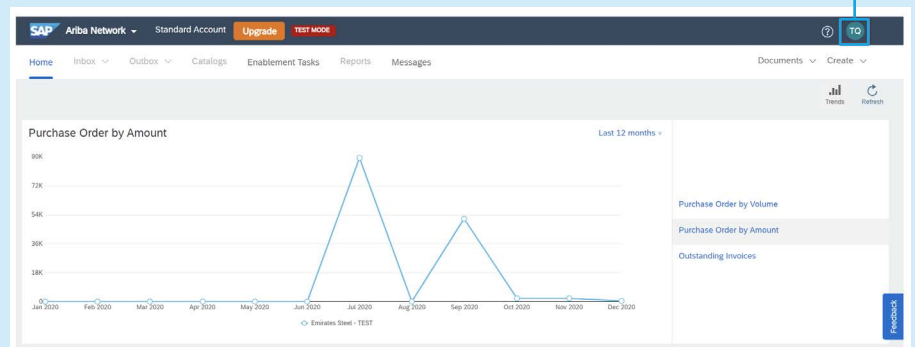 SAP Ariba Network Standard Account Upgrade TEST MODE ? TQ
Home Inbox Outbox Catalogs Enablement Tasks Reports Messages Documents Create
Trends Refresh
Purchase Order by Amount Last 12 months
90K
72K
54K
36K
18K
0
Jan 2020 Feb 2020 Mar 2020 Apr 2020 May 2020 Jun 2020 Jul 2020 Aug 2020 Sep 2020 Oct 2020 Nov 2020 Dec 2020
Emirates Steel - TEST
Purchase Order by Volume
Purchase Order by Amount
Outstanding Invoices
Feedback